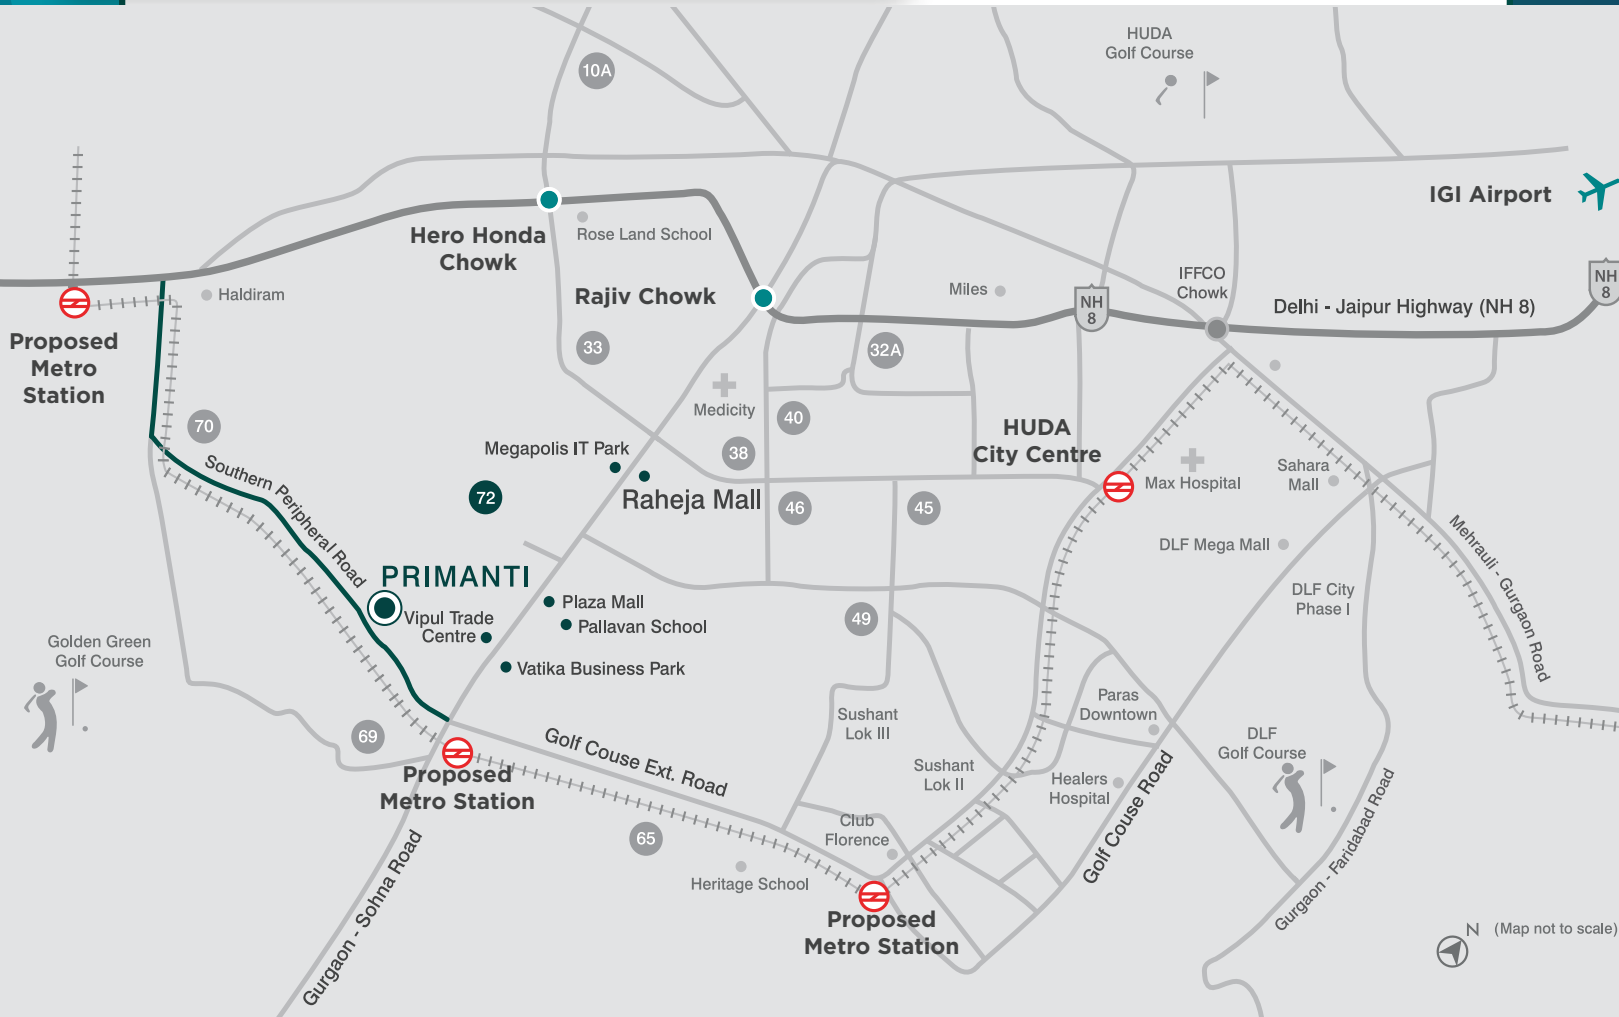 HUDA
Golf Course
10A
IGI Airport
Hero Honda
Chowk
Rose Land School
Rajiv Chowk
Haldiram
Miles
NH
8
IFFCO
Chowk
Delhi - Jaipur Highway (NH 8)
NH
8
Proposed
Metro
Station
33
32A
Medicity
40
70
38
HUDA
City Centre
Megapolis IT Park
Raheja Mall
Max Hospital
Sahara
Mall
Southern Peripheral Road
72
46
45
DLF Mega Mall
Mehrauli - Gurgaon Road
DLF City
Phase I
PRIMANTI
Vipul Trade
Centre
Plaza Mall
Pallavan School
49
Vatika Business Park
Golden Green
Golf Course
Paras
Downtown
Sushant
Lok III
69
Golf Couse Ext. Road
DLF
Golf Course
Sushant
Lok II
Healers
Hospital
Proposed
Metro Station
Golf Couse Road
Gurgaon - Faridabad Road
65
Club
Florence
Heritage School
Gurgaon - Sohna Road
Proposed
Metro Station
N
(Map not to scale)